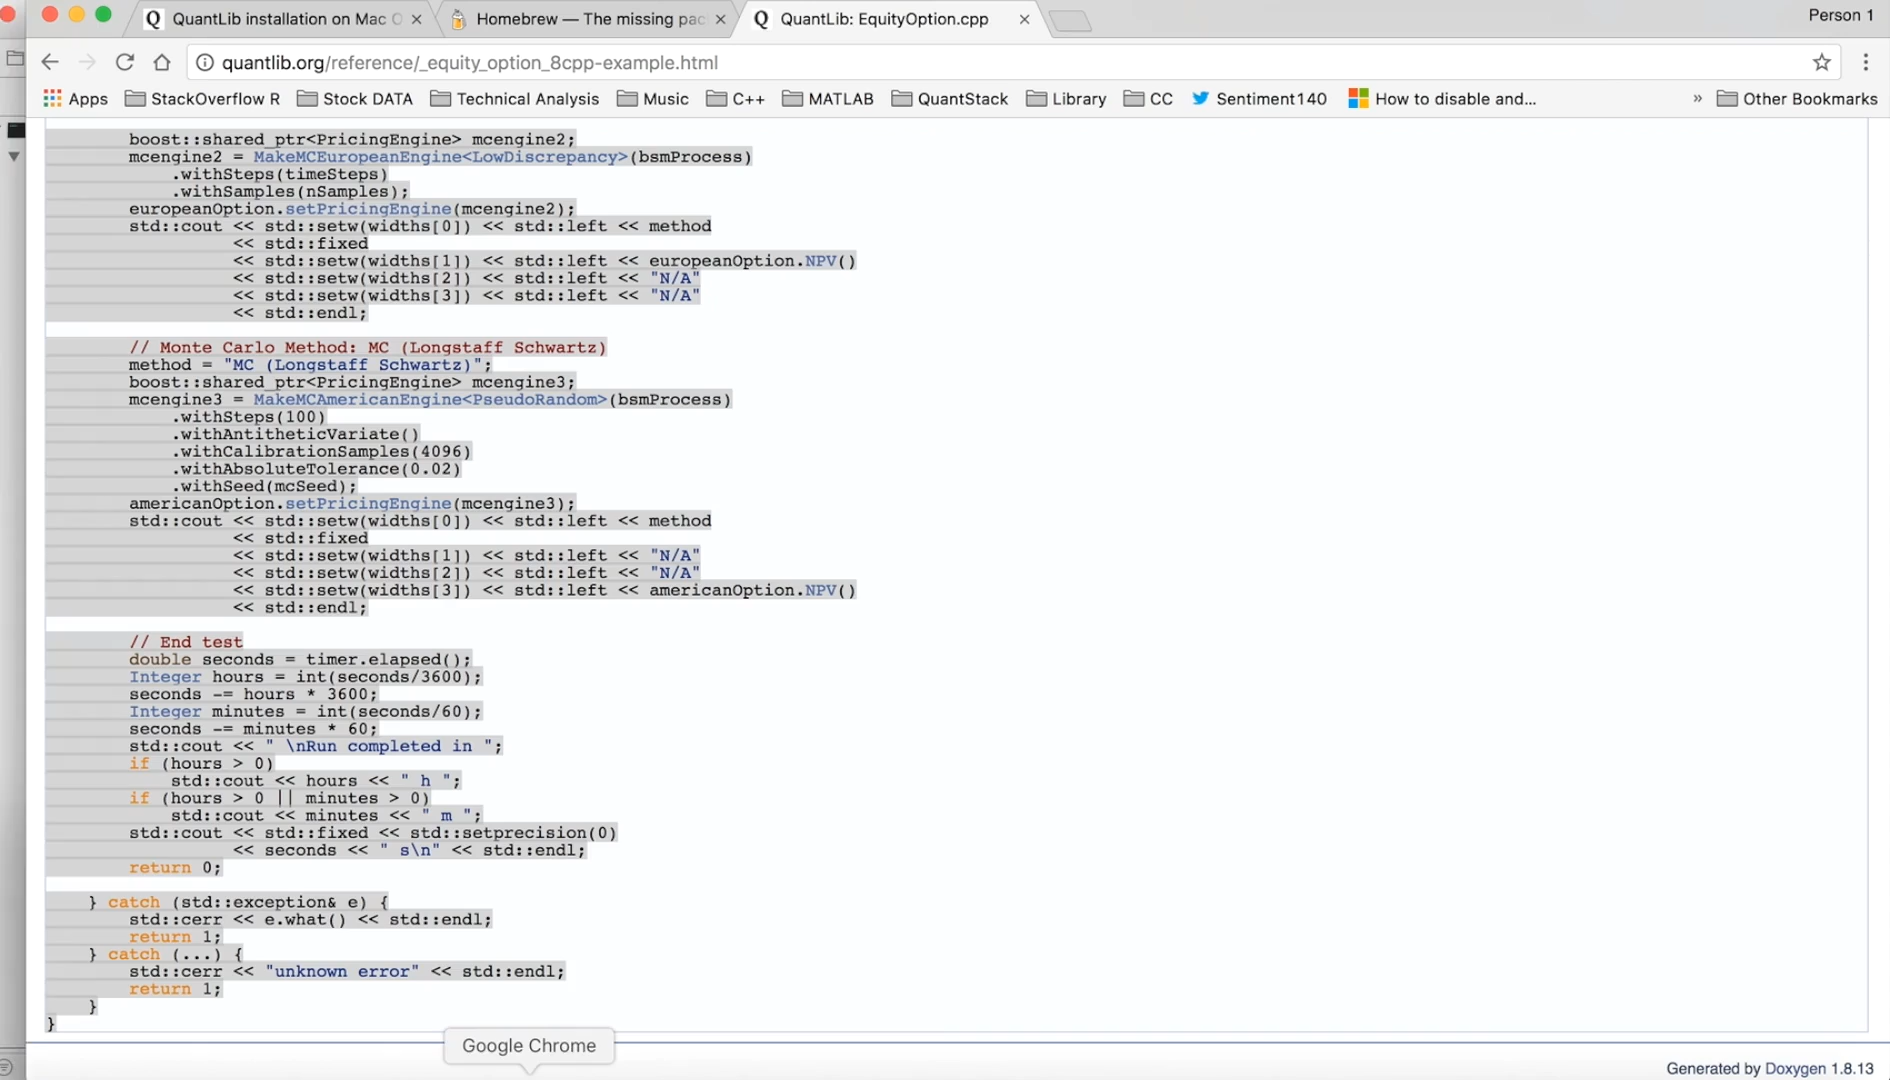 QuantLib installation on Mac O
Homebrew — The missing pac
QuantLib: EquityOption.cpp
Person 1
quantlib.org/reference/_equity_option_8cpp-example.html
Apps
StackOverflow R
Stock DATA
Technical Analysis
Music
C++
MATLAB
QuantStack
Library
CC
Sentiment140
How to disable and...
»
Other Bookmarks
boost::shared_ptr<PricingEngine> mcengine2;
mcengine2 = MakeMCEuropeanEngine<LowDiscrepancy>(bsmProcess)
.withSteps(timeSteps)
.withSamples(nSamples);
europeanOption.setPricingEngine(mcengine2);
std::cout << std::setw(widths[0]) << std::left << method
<< std::fixed
<< std::setw(widths[1]) << std::left << europeanOption.NPV()
<< std::setw(widths[2]) << std::left << "N/A"
<< std::setw(widths[3]) << std::left << "N/A"
<< std::endl;
// Monte Carlo Method: MC (Longstaff Schwartz)
method = "MC (Longstaff Schwartz)";
boost::shared_ptr<PricingEngine> mcengine3;
mcengine3 = MakeMCAmericanEngine<PseudoRandom>(bsmProcess)
.withSteps(100)
.withAntitheticVariate()
.withCalibrationSamples(4096)
.withAbsoluteTolerance(0.02)
.withSeed(mcSeed);
americanOption.setPricingEngine(mcengine3);
std::cout << std::setw(widths[0]) << std::left << method
<< std::fixed
<< std::setw(widths[1]) << std::left << "N/A"
<< std::setw(widths[2]) << std::left << "N/A"
<< std::setw(widths[3]) << std::left << americanOption.NPV()
<< std::endl;
// End test
double seconds = timer.elapsed();
Integer hours = int(seconds/3600);
seconds -= hours * 3600;
Integer minutes = int(seconds/60);
seconds -= minutes * 60;
std::cout << " \nRun completed in ";
if (hours > 0)
std::cout << hours << " h ";
if (hours > 0 || minutes > 0)
std::cout << minutes << " m ";
std::cout << std::fixed << std::setprecision(0)
<< seconds << " s\n" << std::endl;
return 0;
} catch (std::exception& e) {
std::cerr << e.what() << std::endl;
return 1;
} catch (...) {
std::cerr << "unknown error" << std::endl;
return 1;
}
}
Google Chrome
Generated by Doxygen 1.8.13